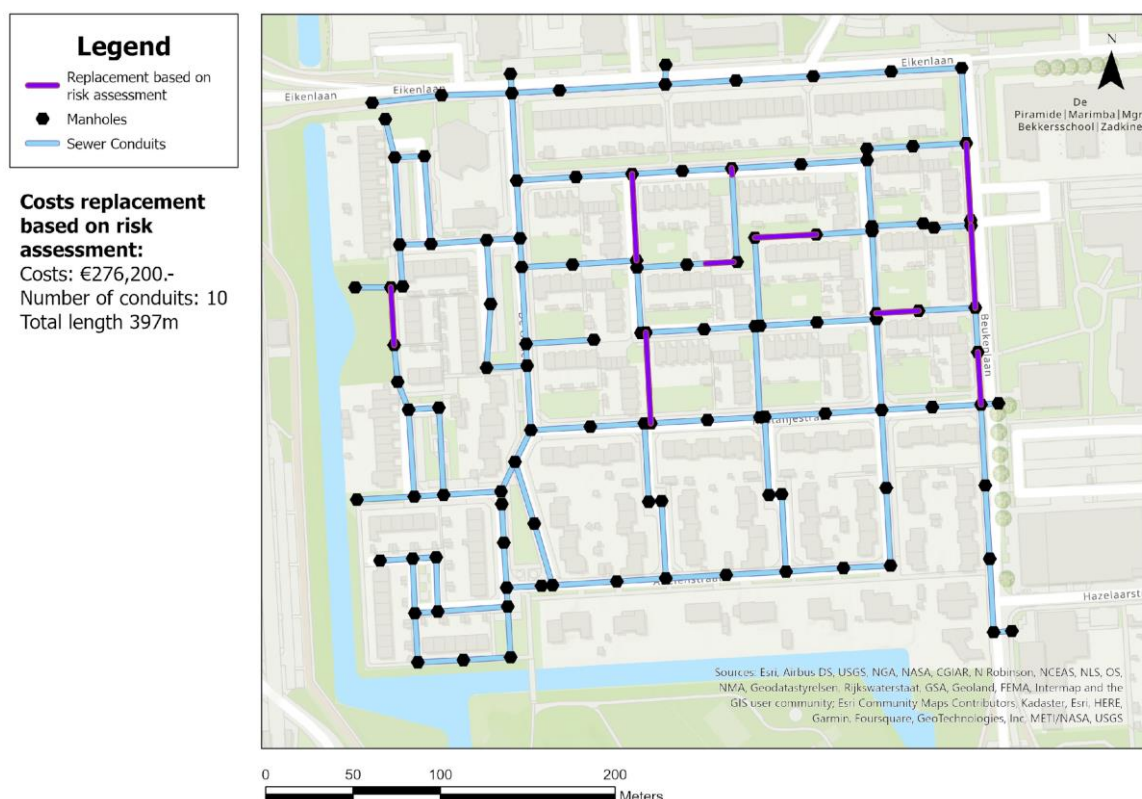 Legend
Replacement based on
risk assessment
Manholes
Sewer Conduits
Costs replacement
based on risk
assessment:
Costs: €276,200.-
Number of conduits: 10
Total length 397m
N
Eikenlaan
Eikenlaan
Eikenlaan
De
Piramide|Marimba|Mgr
Bekkersschool|Zadkine
Beukenlaan
Hazelaarstr
Sources: Esri, Airbus DS, USGS, NGA, NASA, CGIAR, N Robinson, NCEAS, NLS, OS,
NMA, Geodatastyrelsen, Rijkswaterstaat, GSA, Geoland, FEMA, Intermap and the
GIS user community; Esri Community Maps Contributors, Kadaster, Esri, HERE,
Garmin, Foursquare, GeoTechnologies, Inc, METI/NASA, USGS
0 50 100 200
Meters